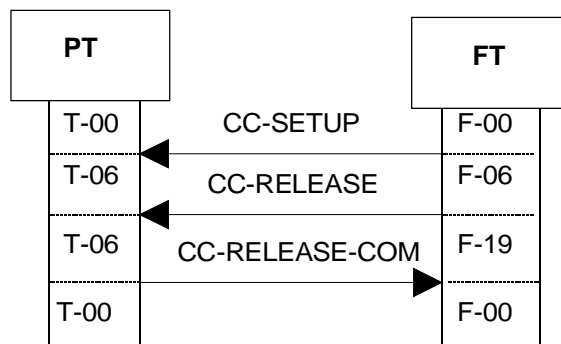 PT FT
T-00 CC-SETUP F-00
T-06 CC-RELEASE F-06
T-06 CC-RELEASE-COM F-19
T-00 F-00